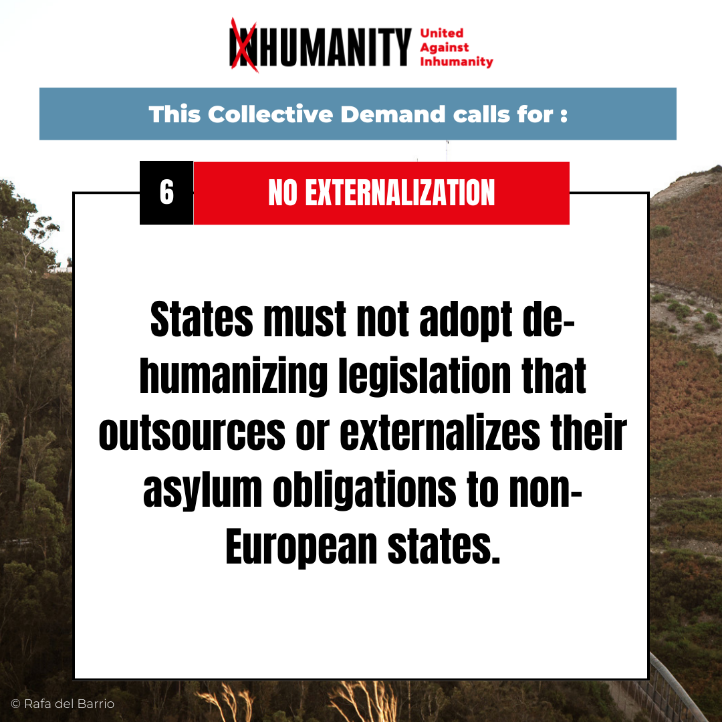 INHUMANITY
United
Against
Inhumanity
This Collective Demand calls for :
6
NO EXTERNALIZATION
States must not adopt de-
humanizing legislation that
outsources or externalizes their
asylum obligations to non-
European states.
© Rafa del Barrio